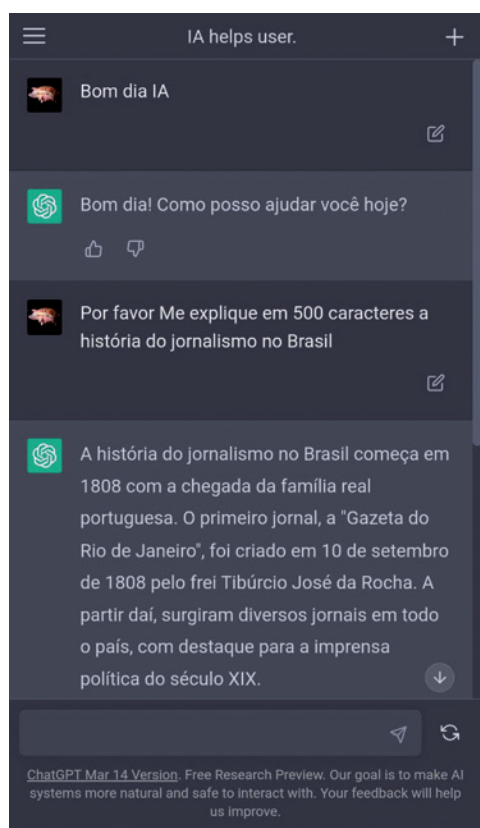 IA helps user.
Bom dia IA
Bom dia! Como posso ajudar você hoje?
Por favor Me explique em 500 caracteres a
história do jornalismo no Brasil
A história do jornalismo no Brasil começa em
1808 com a chegada da família real
portuguesa. O primeiro jornal, a "Gazeta do
Rio de Janeiro", foi criado em 10 de setembro
de 1808 pelo frei Tibúrcio José da Rocha. A
partir daí, surgiram diversos jornais em todo
o país, com destaque para a imprensa
política do século XIX.
ChatGPT Mar 14 Version. Free Research Preview. Our goal is to make AI
systems more natural and safe to interact with. Your feedback will help
us improve.